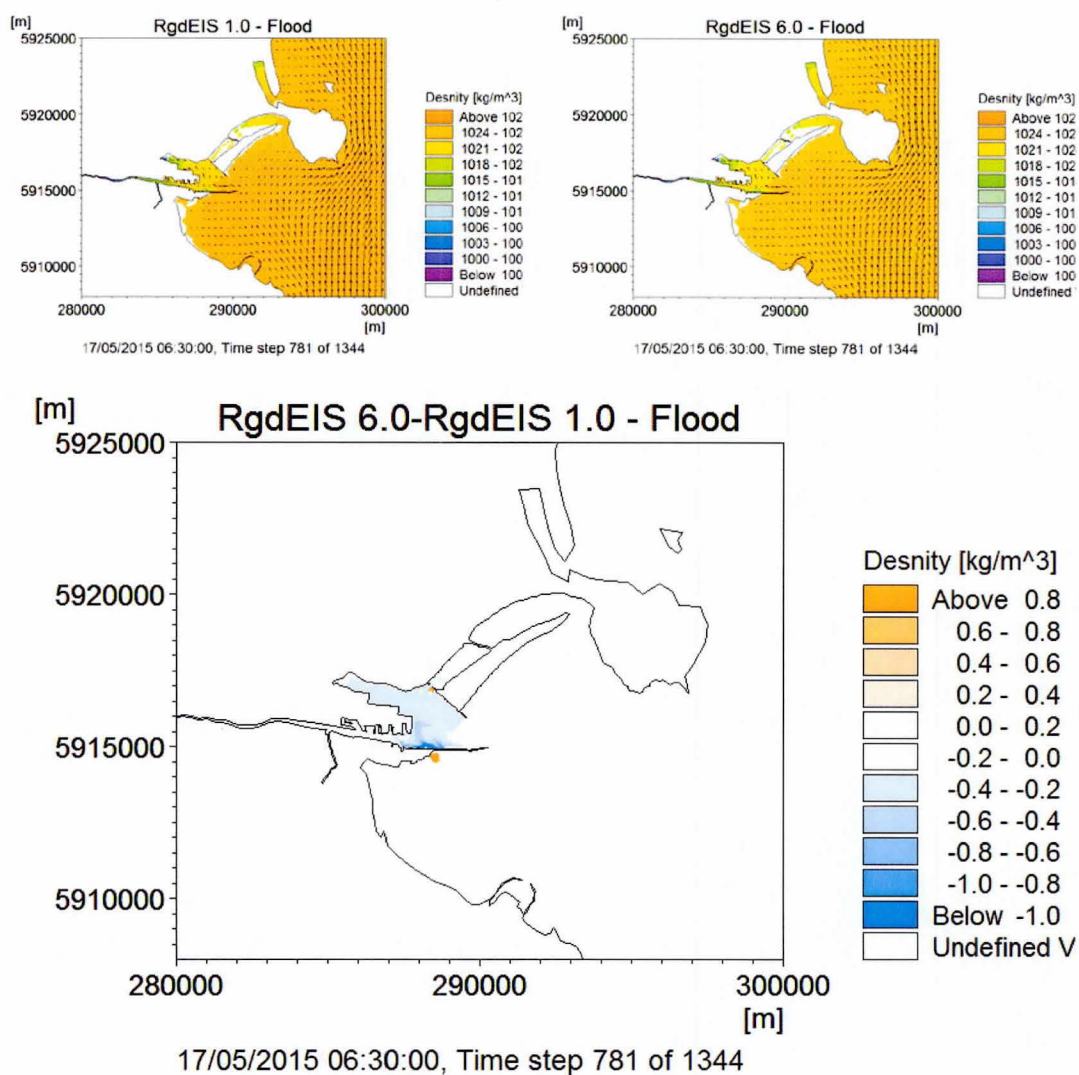 [m]
RgdEIS 1.0 - Flood
5925000
5920000
5915000
5910000
280000
290000
300000
[m]
Desnity [kg/m^3]
Above 102
1024 - 102
1021 - 102
1018 - 102
1015 - 101
1012 - 101
1009 - 101
1006 - 100
1003 - 100
1000 - 100
Below 100
Undefined
17/05/2015 06:30:00, Time step 781 of 1344
[m]
RgdEIS 6.0 - Flood
5925000
5920000
5915000
5910000
280000
290000
300000
[m]
Desnity [kg/m^3]
Above 102
1024 - 102
1021 - 102
1018 - 102
1015 - 101
1012 - 101
1009 - 101
1006 - 100
1003 - 100
1000 - 100
Below 100
Undefined
17/05/2015 06:30:00, Time step 781 of 1344
[m]
RgdEIS 6.0-RgdEIS 1.0 - Flood
5925000
5920000
5915000
5910000
280000
290000
300000
[m]
Desnity [kg/m^3]
Above 0.8
0.6 - 0.8
0.4 - 0.6
0.2 - 0.4
0.0 - 0.2
-0.2 - 0.0
-0.4 - -0.2
-0.6 - -0.4
-0.8 - -0.6
-1.0 - -0.8
Below -1.0
Undefined V
17/05/2015 06:30:00, Time step 781 of 1344